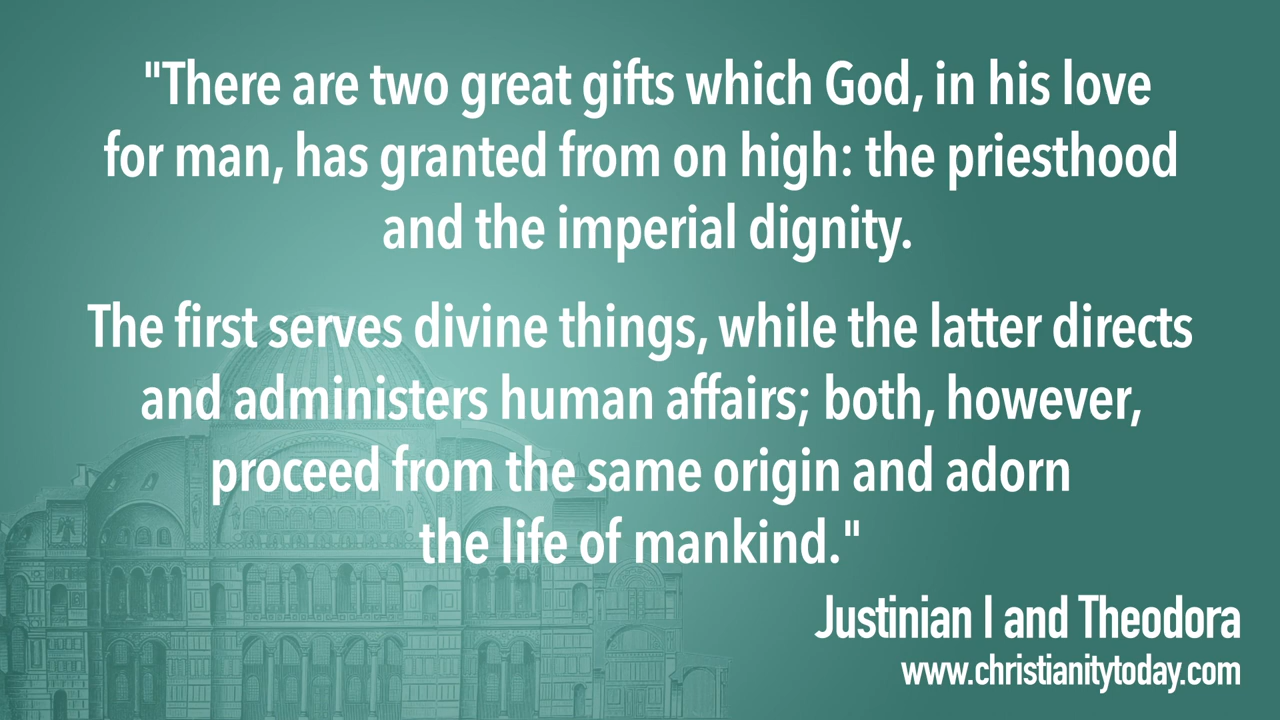 "There are two great gifts which God, in his love
for man, has granted from on high: the priesthood
and the imperial dignity.
The first serves divine things, while the latter directs
and administers human affairs; both, however,
proceed from the same origin and adorn
the life of mankind."
Justinian I and Theodora
www.christianitytoday.com